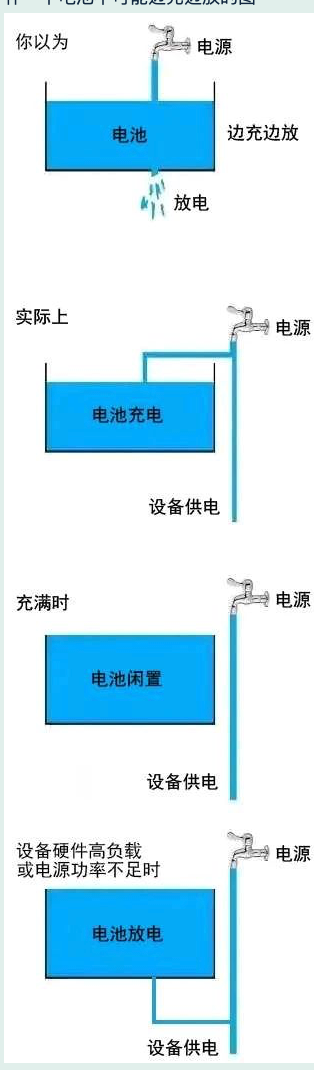 你以为
电源
电池
边充边放
放电
实际上
电源
电池充电
设备供电
充满时
电源
电池闲置
设备供电
设备硬件高负载
或电源功率不足时
电源
电池放电
设备供电